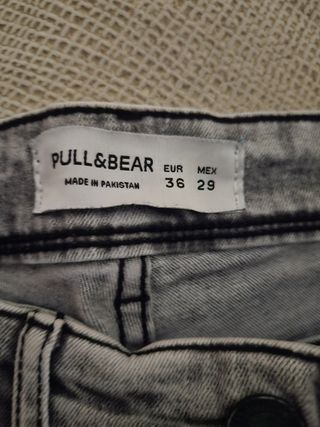 PULL&BEAR EUR MEX
MADE IN PAKISTAN 36 29